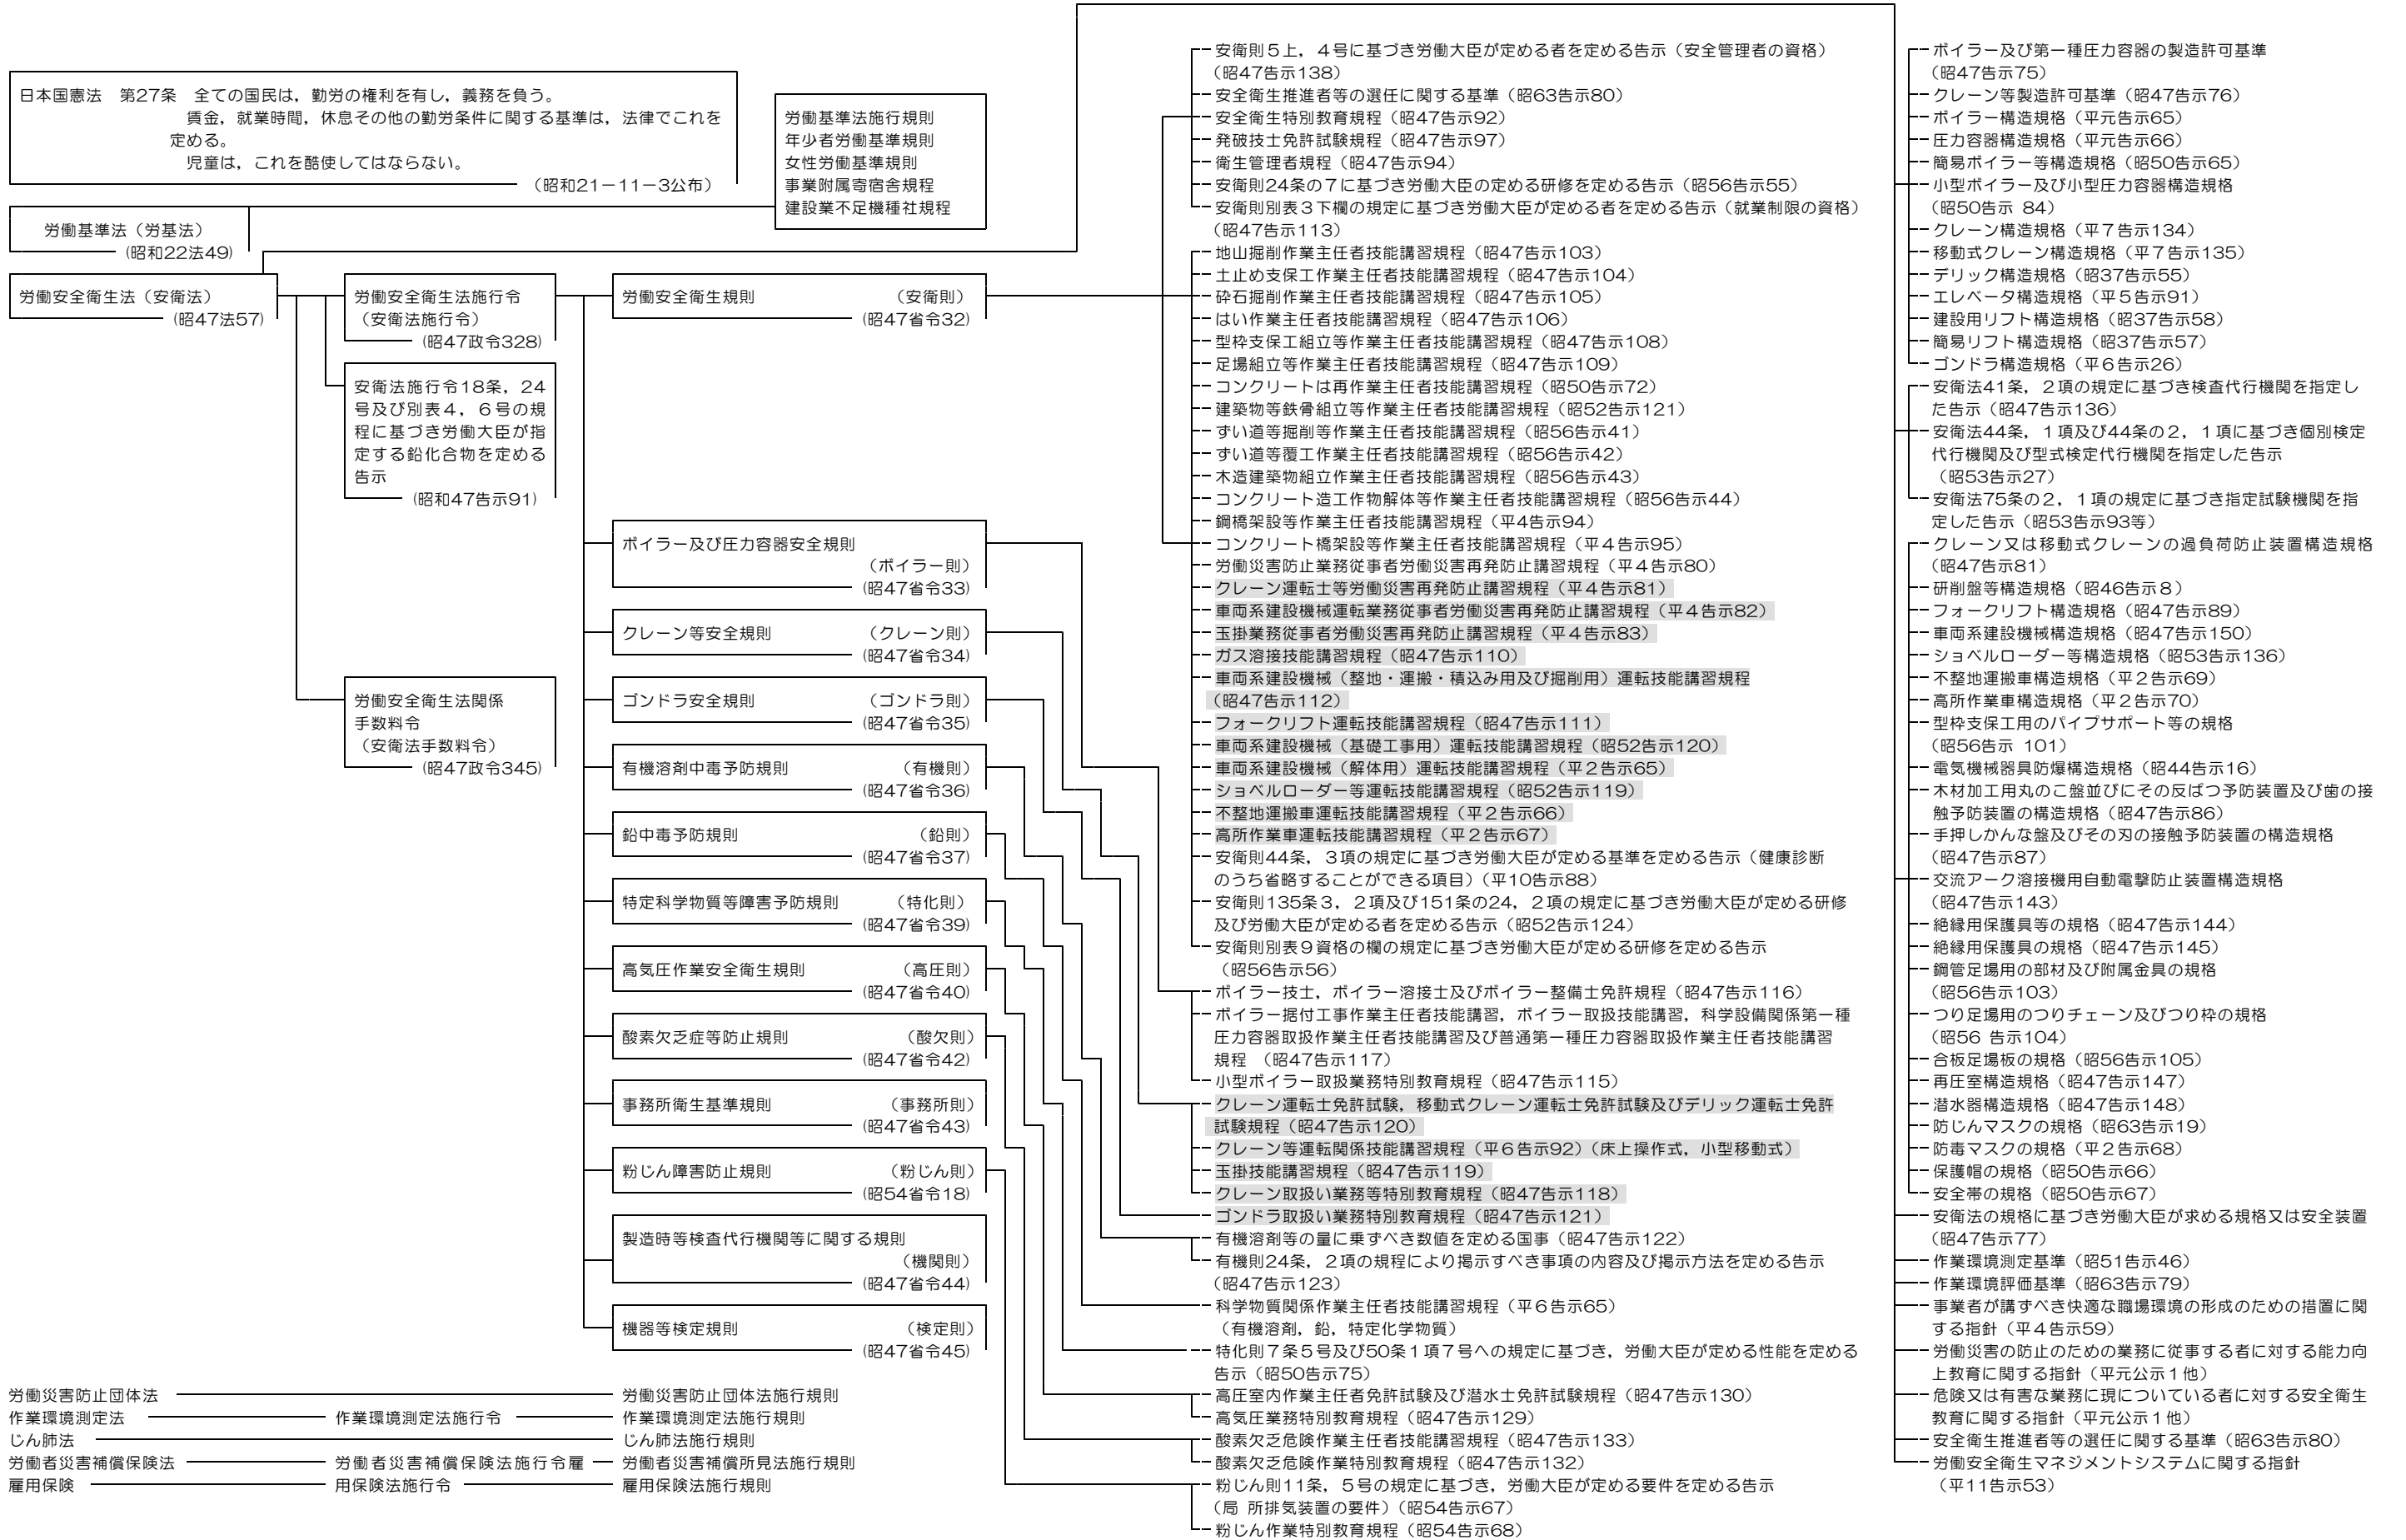 日本国憲法　第27条　全ての国民は，勤労の権利を有し，義務を負う。
賃金，就業時間，休息その他の勤労条件に関する基準は，法律でこれを
定める。
児童は，これを酷使してはならない。
（昭和21－11－3公布）
労働基準法（労基法）
(昭和22法49)
労働基準法施行規則
年少者労働基準規則
女性労働基準規則
事業附属寄宿舎規程
建設業不足機種社規程
労働安全衛生法（安衛法）
(昭47法57)
労働安全衛生法施行令
（安衛法施行令）
(昭47政令328)
安衛法施行令18条，24
号及び別表４，６号の規
程に基づき労働大臣が指
定する鉛化合物を定める
告示
(昭和47告示91)
労働安全衛生法関係
手数料令
（安衛法手数料令）
(昭47政令345)
労働安全衛生規則　（安衛則）
(昭47省令32)
ボイラー及び圧力容器安全規則
（ボイラー則）
(昭47省令33)
クレーン等安全規則　（クレーン則）
(昭47省令34)
ゴンドラ安全規則　（ゴンドラ則）
(昭47省令35)
有機溶剤中毒予防規則　（有機則）
(昭47省令36)
鉛中毒予防規則　（鉛則）
(昭47省令37)
特定科学物質等障害予防規則　（特化則）
(昭47省令39)
高気圧作業安全衛生規則　（高圧則）
(昭47省令40)
酸素欠乏症等防止規則　（酸欠則）
(昭47省令42)
事務所衛生基準規則　（事務所則）
(昭47省令43)
粉じん障害防止規則　（粉じん則）
(昭54省令18)
製造時等検査代行機関等に関する規則
（機関則）
(昭47省令44)
機器等検定規則　（検定則）
(昭47省令45)
労働災害防止団体法　労働災害防止団体法施行規則
作業環境測定法　作業環境測定法施行令　作業環境測定法施行規則
じん肺法　じん肺法施行規則
労働者災害補償保険法　労働者災害補償保険法施行令雇　労働者災害補償所見法施行規則
雇用保険　用保険法施行令　雇用保険法施行規則
安衛則５上，４号に基づき労働大臣が定める者を定める告示（安全管理者の資格）
（昭47告示138）
安全衛生推進者等の選任に関する基準（昭63告示80）
安全衛生特別教育規程（昭47告示92）
発破技士免許試験規程（昭47告示97）
衛生管理者規程（昭47告示94）
安衛則24条の７に基づき労働大臣の定める研修を定める告示（昭56告示55）
安衛則別表３下欄の規定に基づき労働大臣が定める者を定める告示（就業制限の資格）
（昭47告示113）
地山掘削作業主任者技能講習規程（昭47告示103）
土止め支保工作業主任者技能講習規程（昭47告示104）
砕石掘削作業主任者技能講習規程（昭47告示105）
はい作業主任者技能講習規程（昭47告示106）
型枠支保工組立等作業主任者技能講習規程（昭47告示108）
足場組立等作業主任者技能講習規程（昭47告示109）
コンクリートは再作業主任者技能講習規程（昭50告示72）
建築物等鉄骨組立等作業主任者技能講習規程（昭52告示121）
ずい道等掘削等作業主任者技能講習規程（昭56告示41）
ずい道等覆工作業主任者技能講習規程（昭56告示42）
木造建築物組立作業主任者技能講習規程（昭56告示43）
コンクリート造工作物解体等作業主任者技能講習規程（昭56告示44）
鋼橋架設等作業主任者技能講習規程（平4告示94）
コンクリート橋架設等作業主任者技能講習規程（平４告示95）
労働災害防止業務従事者労働災害再発防止講習規程（平４告示80）
クレーン運転士等労働災害再発防止講習規程（平４告示81）
車両系建設機械運転業務従事者労働災害再発防止講習規程（平４告示82）
玉掛業務従事者労働災害再発防止講習規程（平４告示83）
ガス溶接技能講習規程（昭47告示110）
車両系建設機械（整地・運搬・積込み用及び掘削用）運転技能講習規程
（昭47告示112）
フォークリフト運転技能講習規程（昭47告示111）
車両系建設機械（基礎工事用）運転技能講習規程（昭52告示120）
車両系建設機械（解体用）運転技能講習規程（平２告示65）
ショベルローダー等運転技能講習規程（昭52告示119）
不整地運搬車運転技能講習規程（平２告示66）
高所作業車運転技能講習規程（平２告示67）
安衛則44条，３項の規定に基づき労働大臣が定める基準を定める告示（健康診断
のうち省略することができる項目）（平10告示88）
安衛則135条３，２項及び151条の24，２項の規定に基づき労働大臣が定める研修
及び労働大臣が定める者を定める告示（昭52告示124）
安衛則別表９資格の欄の規定に基づき労働大臣が定める研修を定める告示
（昭56告示56）
ボイラー技士，ボイラー溶接士及びボイラー整備士免許規程（昭47告示116）
ボイラー据付工事作業主任者技能講習，ボイラー取扱技能講習，科学設備関係第一種
圧力容器取扱作業主任者技能講習及び普通第一種圧力容器取扱作業主任者技能講習
規程　（昭47告示117）
小型ボイラー取扱業務特別教育規程（昭47告示115）
クレーン運転士免許試験，移動式クレーン運転士免許試験及びデリック運転士免許
試験規程（昭47告示120）
クレーン等運転関係技能講習規程（平６告示92）（床上操作式，小型移動式）
玉掛技能講習規程（昭47告示119）
クレーン取扱い業務等特別教育規程（昭47告示118）
ゴンドラ取扱い業務特別教育規程（昭47告示121）
有機溶剤等の量に乗ずべき数値を定める国事（昭47告示122）
有機則24条，２項の規程により掲示すべき事項の内容及び掲示方法を定める告示
（昭47告示123）
科学物質関係作業主任者技能講習規程（平６告示65）
（有機溶剤，鉛，特定化学物質）
特化則７条５号及び50条１項７号への規定に基づき，労働大臣が定める性能を定める
告示（昭50告示75）
高圧室内作業主任者免許試験及び潜水士免許試験規程（昭47告示130）
高気圧業務特別教育規程（昭47告示129）
酸素欠乏危険作業主任者技能講習規程（昭47告示133）
酸素欠乏危険作業特別教育規程（昭47告示132）
粉じん則11条，５号の規定に基づき，労働大臣が定める要件を定める告示
（局 所排気装置の要件）（昭54告示67）
粉じん作業特別教育規程（昭54告示68）
ボイラー及び第一種圧力容器の製造許可基準
（昭47告示75）
クレーン等製造許可基準（昭47告示76）
ボイラー構造規格（平元告示65）
圧力容器構造規格（平元告示66）
簡易ボイラー等構造規格（昭50告示65）
小型ボイラー及び小型圧力容器構造規格
（昭50告示 84）
クレーン構造規格（平７告示134）
移動式クレーン構造規格（平７告示135）
デリック構造規格（昭37告示55）
エレベータ構造規格（平５告示91）
建設用リフト構造規格（昭37告示58）
簡易リフト構造規格（昭37告示57）
ゴンドラ構造規格（平６告示26）
安衛法41条，２項の規定に基づき検査代行機関を指定し
た告示（昭47告示136）
安衛法44条，１項及び44条の２，１項に基づき個別検定
代行機関及び型式検定代行機関を指定した告示
（昭53告示27）
安衛法75条の２，１項の規定に基づき指定試験機関を指
定した告示（昭53告示93等）
クレーン又は移動式クレーンの過負荷防止装置構造規格
（昭47告示81）
研削盤等構造規格（昭46告示８）
フォークリフト構造規格（昭47告示89）
車両系建設機械構造規格（昭47告示150）
ショベルローダー等構造規格（昭53告示136）
不整地運搬車構造規格（平２告示69）
高所作業車構造規格（平２告示70）
型枠支保工用のパイプサポート等の規格
（昭56告示 101）
電気機械器具防爆構造規格（昭44告示16）
木材加工用丸のこ盤並びにその反ぱつ予防装置及び歯の接
触予防装置の構造規格（昭47告示86）
手押しかんな盤及びその刃の接触予防装置の構造規格
（昭47告示87）
交流アーク溶接機用自動電撃防止装置構造規格
（昭47告示143）
絶縁用保護具等の規格（昭47告示144）
絶縁用保護具の規格（昭47告示145）
鋼管足場用の部材及び附属金具の規格
（昭56告示103）
つり足場用のつりチェーン及びつり枠の規格
（昭56 告示104）
合板足場板の規格（昭56告示105）
再圧室構造規格（昭47告示147）
潜水器構造規格（昭47告示148）
防じんマスクの規格（昭63告示19）
防毒マスクの規格（平２告示68）
保護帽の規格（昭50告示66）
安全帯の規格（昭50告示67）
安衛法の規格に基づき労働大臣が求める規格又は安全装置
（昭47告示77）
作業環境測定基準（昭51告示46）
作業環境評価基準（昭63告示79）
事業者が講ずべき快適な職場環境の形成のための措置に関
する指針（平４告示59）
労働災害の防止のための業務に従事する者に対する能力向
上教育に関する指針（平元公示１他）
危険又は有害な業務に現についている者に対する安全衛生
教育に関する指針（平元公示１他）
安全衛生推進者等の選任に関する基準（昭63告示80）
労働安全衛生マネジメントシステムに関する指針
（平11告示53）